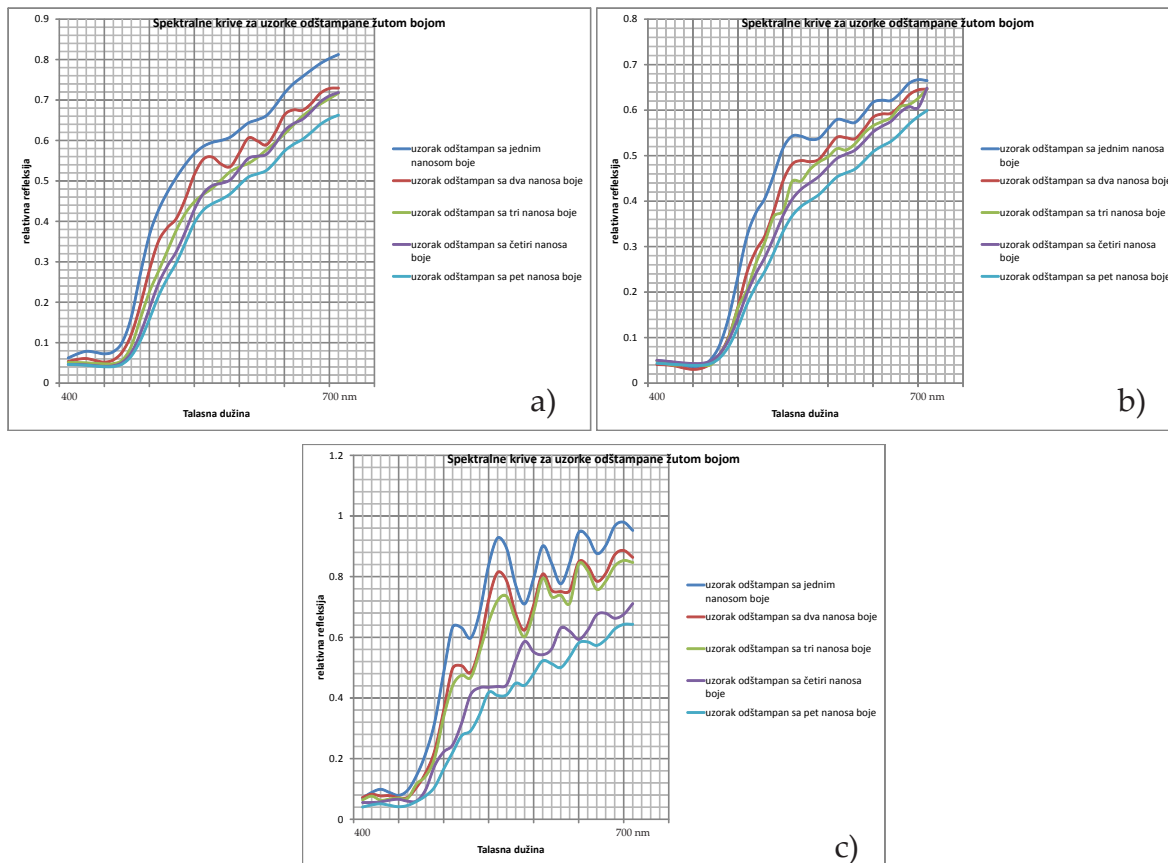 Spektralne krive za uzorke odštampane žutom bojom
0.9
0.8
0.7
0.6
0.5
0.4
0.3
0.2
0.1
0
relativna refleksija
400
700 nm
Talasna dužina
uzorak odštampan sa jednim
nanosom boje
uzorak odštampan sa dva nanosa boje
uzorak odštampan sa tri nanosa boje
uzorak odštampan sa četiri nanosa
boje
uzorak odštampan sa pet nanosa boje
a)
Spektralne krive za uzorke odštampane žutom bojom
0.8
0.7
0.6
0.5
0.4
0.3
0.2
0.1
0
relativna refleksija
400
700 nm
Talasna dužina
uzorak odštampan sa jednim nanosa
boje
uzorak odštampan sa dva nanosa boje
uzorak odštampan sa tri nanosa boje
uzorak odštampan sa četiri nanosa
boje
uzorak odštampan sa pet nanosa boje
b)
Spektralne krive za uzorke odštampane žutom bojom
1.2
1
0.8
0.6
0.4
0.2
0
relativna refleksija
400
700 nm
Talasna dužina
uzorak odštampan sa jednim
nanosom boje
uzorak odštampan sa dva nanosa boje
uzorak odštampan sa tri nanosa boje
uzorak odštampan sa četiri nanosa
boje
uzorak odštampan sa pet nanosa boje
c)